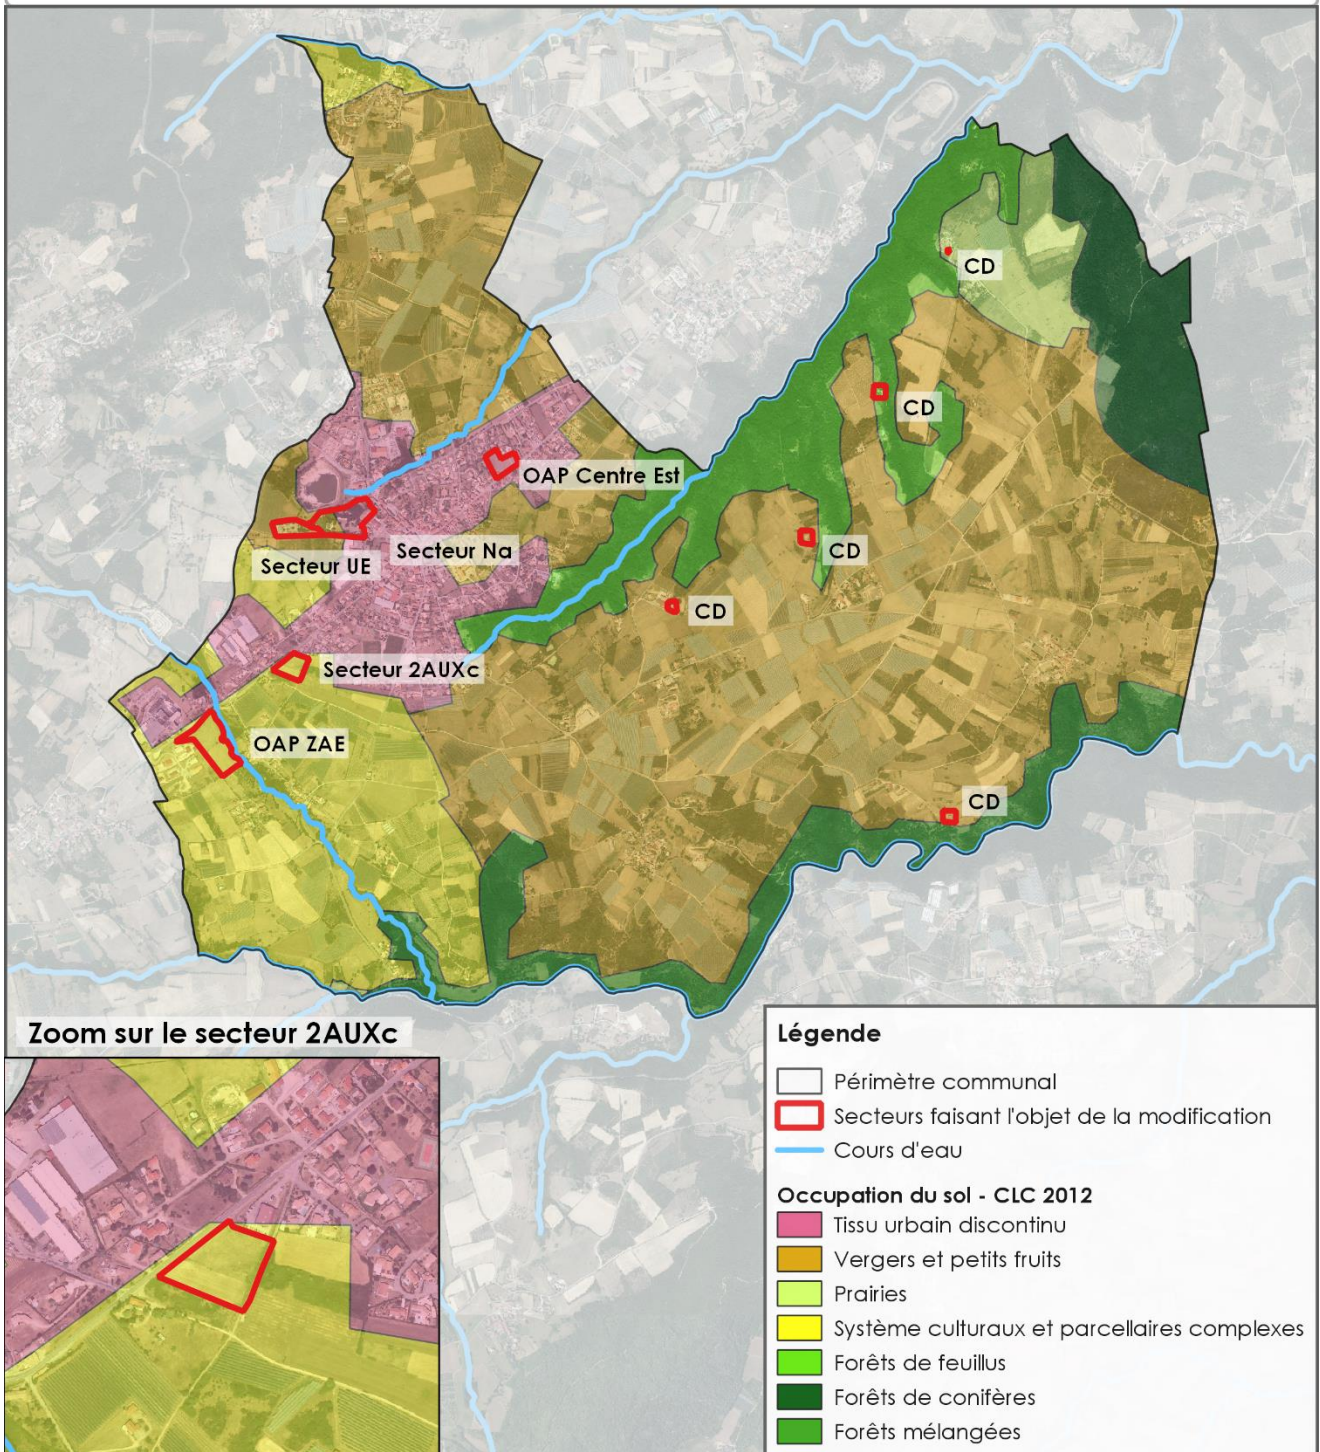 CD
CD
OAP Centre Est
CD
Secteur Na
Secteur UE
CD
Secteur 2AUXc
OAP ZAE
CD
Zoom sur le secteur 2AUXc
Légende
Périmètre communal
Secteurs faisant l'objet de la modification
Cours d'eau
Occupation du sol - CLC 2012
Tissu urbain discontinu
Vergers et petits fruits
Prairies
Système culturaux et parcellaires complexes
Forêts de feuillus
Forêts de conifères
Forêts mélangées